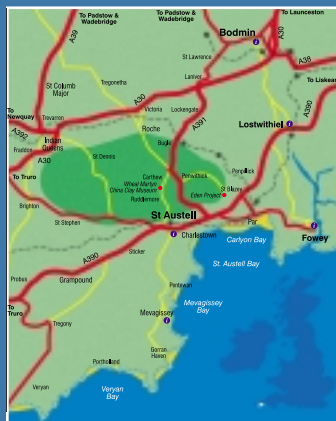 To Padstow &
Wadebridge
To Padstow &
Wadebridge
To Launceston
A39
A30
Bodmin
i
St Lawrence
A38
Lanivet
To Liskeard
Tregonetha
St Columb
Major
A30
Victoria
Lockengate
A391
A390
To
Newquay
Trevarren
A392
Roche
Lostwithiel
i
Fraddon
Indian
Queens
A30
Bugle
St Dennis
To Truro
Carthew
Wheal Martyn
China Clay Museum
Ruddlemoor
Penwithick
Penpillick
St Blazey
Eden Project
Brighton
St Stephen
St Austell
Par
i
Charlestown
Carlyon Bay
Fowey
i
Sticker
St. Austell Bay
A390
Probus
Grampound
Pentewan
To
Truro
Mevagissey
Bay
Tregony
Mevagissey
i
Gorran
Haven
Portholland
Veryan
Veryan
Bay